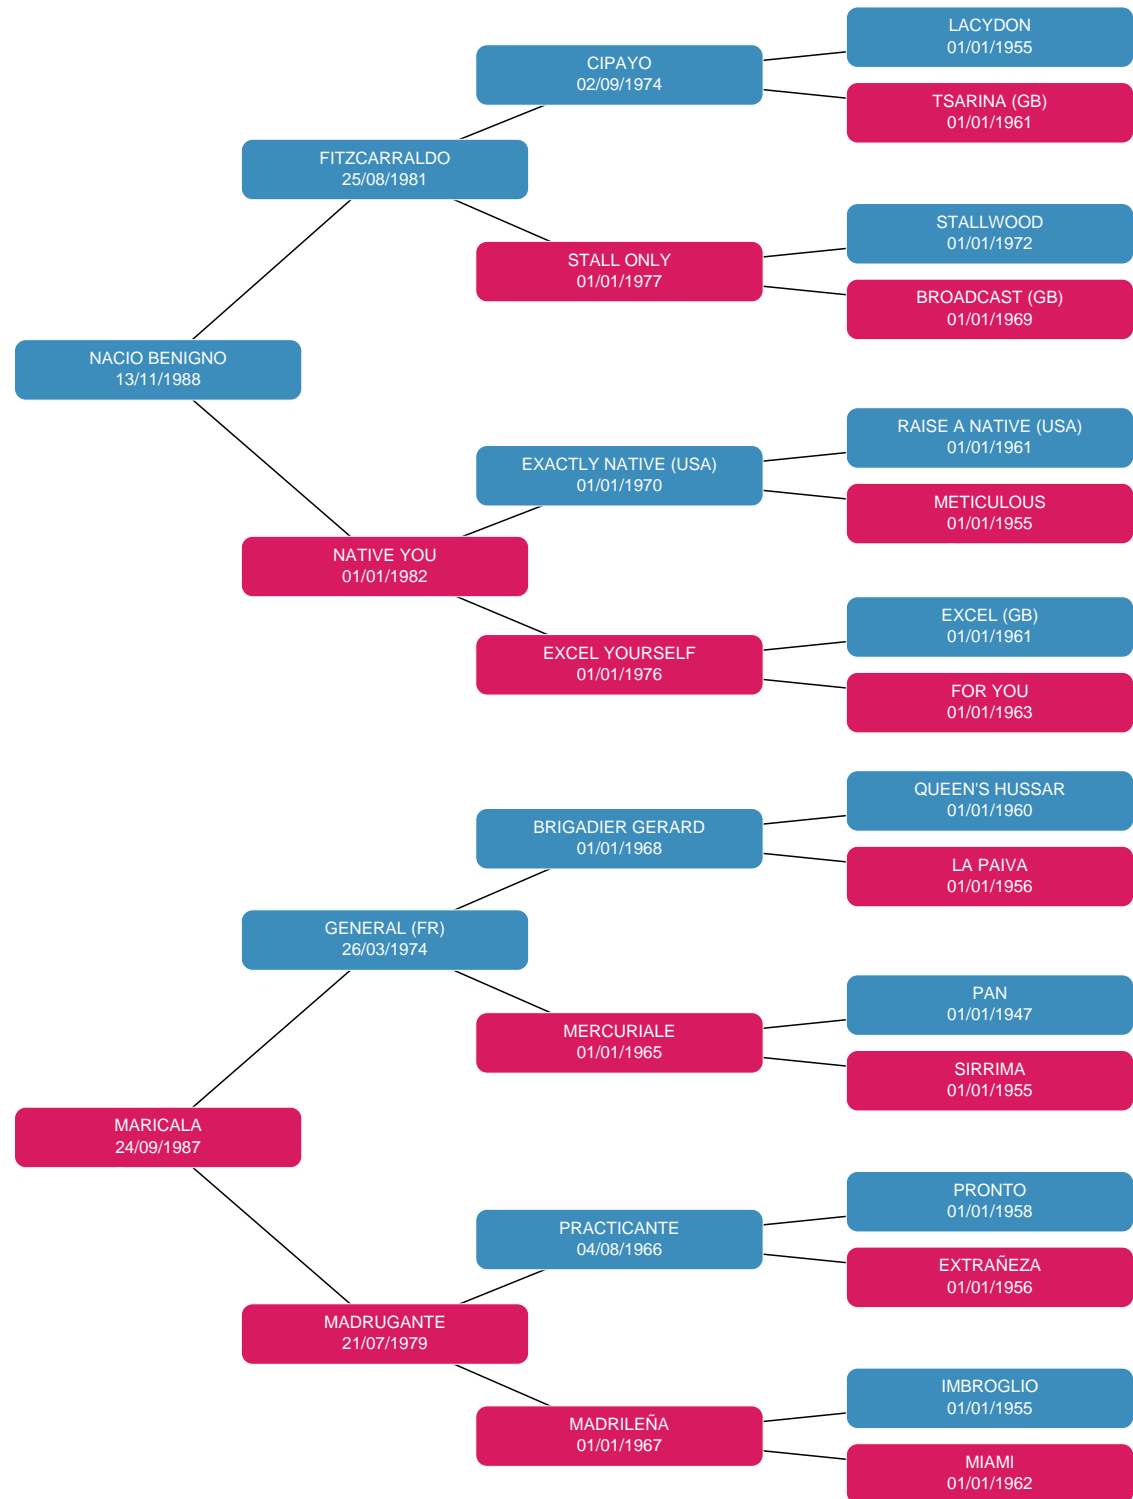 LACYDON
01/01/1955
CIPAYO
02/09/1974
TSARINA (GB)
01/01/1961
FITZCARRALDO
25/08/1981
STALLWOOD
01/01/1972
STALL ONLY
01/01/1977
BROADCAST (GB)
01/01/1969
NACIO BENIGNO
13/11/1988
RAISE A NATIVE (USA)
01/01/1961
EXACTLY NATIVE (USA)
01/01/1970
METICULOUS
01/01/1955
NATIVE YOU
01/01/1982
EXCEL (GB)
01/01/1961
EXCEL YOURSELF
01/01/1976
FOR YOU
01/01/1963
QUEEN'S HUSSAR
01/01/1960
BRIGADIER GERARD
01/01/1968
LA PAIVA
01/01/1956
GENERAL (FR)
26/03/1974
PAN
01/01/1947
MERCURIALE
01/01/1965
SIRRIMA
01/01/1955
MARICALA
24/09/1987
PRONTO
01/01/1958
PRACTICANTE
04/08/1966
EXTRAÑEZA
01/01/1956
MADRUGANTE
21/07/1979
IMBROGLIO
01/01/1955
MADRILEÑA
01/01/1967
MIAMI
01/01/1962